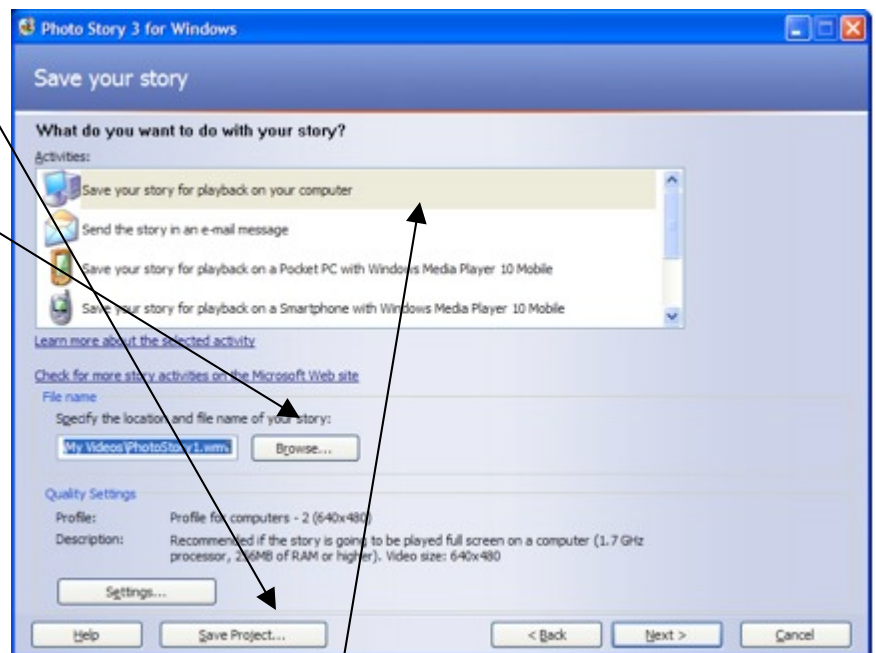 Photo Story 3 for Windows
Save your story
What do you want to do with your story?
Activities:
Save your story for playback on your computer
Send the story in an e-mail message
Save your story for playback on a Pocket PC with Windows Media Player 10 Mobile
Save your story for playback on a Smartphone with Windows Media Player 10 Mobile
Learn more about the selected activity
Check for more story activities on the Microsoft Web site
File name
Specify the location and file name of your story:
\My Videos\PhotoStory1.wmv
Browse...
Quality Settings
Profile: Profile for computers - 2 (640x480)
Description: Recommended if the story is going to be played full screen on a computer (1.7 GHz
processor, 256MB of RAM or higher). Video size: 640x480
Settings...
Help Save Project... < Back Next > Cancel